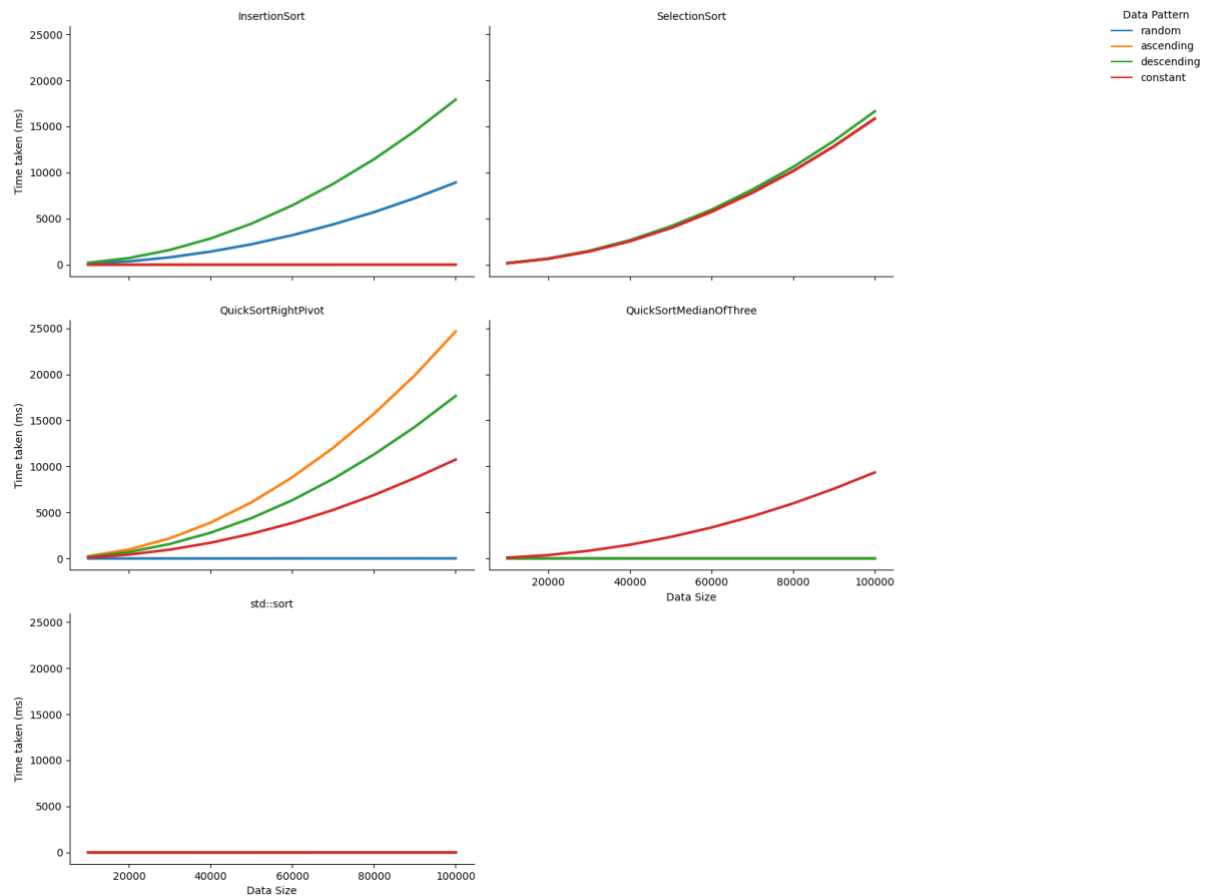 InsertionSort
SelectionSort
Data Pattern
random
ascending
descending
constant
25000
20000
15000
10000
5000
0
Time taken (ms)
QuickSortRightPivot
QuickSortMedianOfThree
25000
20000
15000
10000
5000
0
Time taken (ms)
20000 40000 60000 80000 100000
Data Size
std::sort
25000
20000
15000
10000
5000
0
Time taken (ms)
20000 40000 60000 80000 100000
Data Size